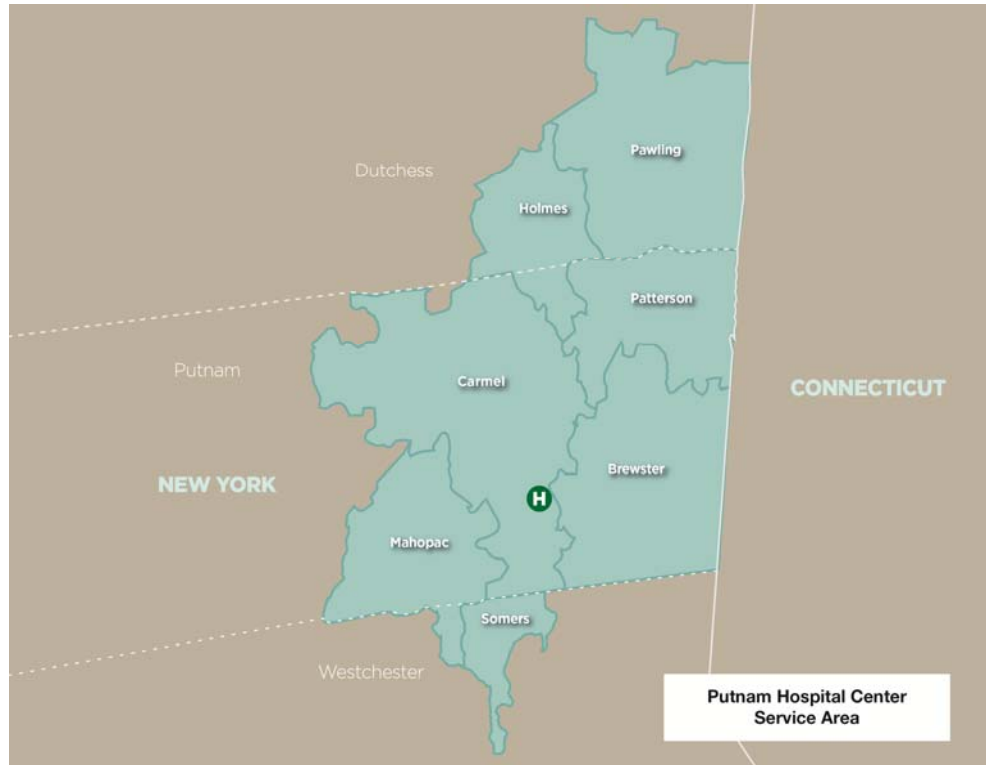 Pawling
Dutchess
Holmes
Patterson
Putnam
Carmel
CONNECTICUT
Brewster
NEW YORK
H
Mahopac
Somers
Westchester
Putnam Hospital Center
Service Area